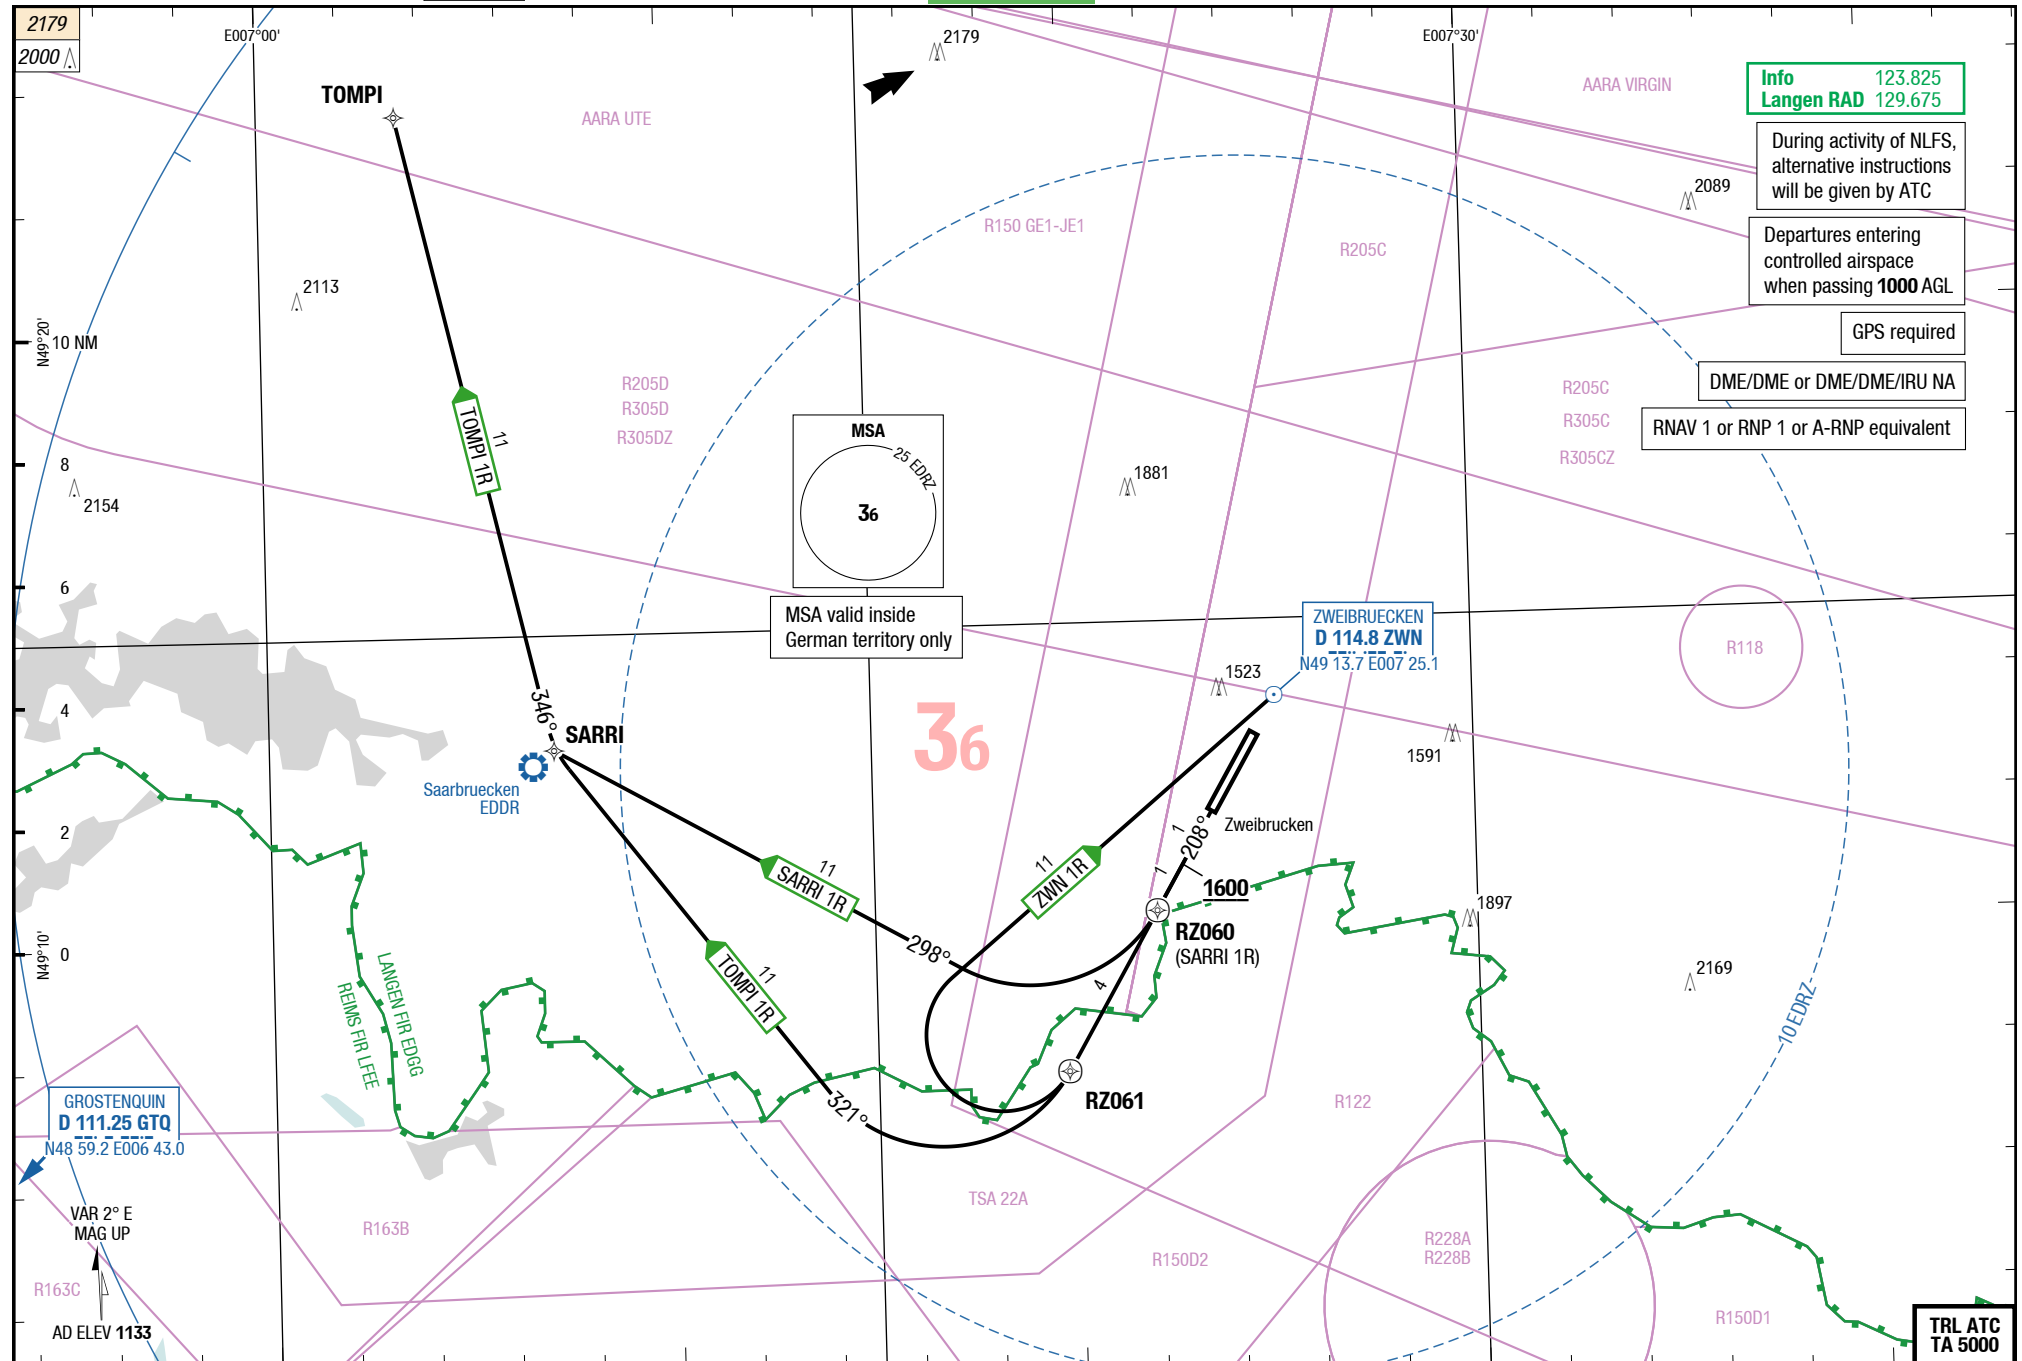 2179
2000
E007°00'
2179
E007°30'
TOMPI
AARA UTE
AARA VIRGIN
Info 123.825
Langen RAD 129.675
During activity of NLFS,
alternative instructions
will be given by ATC
2089
R150 GE1-JE1
R205C
Departures entering
controlled airspace
when passing 1000 AGL
2113
N49°20'
10 NM
GPS required
DME/DME or DME/DME/IRU NA
RNAV 1 or RNP 1 or A-RNP equivalent
R205D
R305D
R305DZ
R205C
R305C
R305CZ
TOMPI 1R
11
MSA
25 EDRZ
36
8
2154
1881
6
MSA valid inside
German territory only
ZWEIBRUECKEN
D 114.8 ZWN
N49 13.7 E007 25.1
R118
1523
346°
4
SARRI
36
1591
Saarbruecken
EDDR
2
Zweibrucken
1
208°
1
11
SARRI 1R
11
ZWN 1R
1600
1897
RZ060
(SARRI 1R)
298°
N49°10'
0
LANGEN FIR EDGG
REIMS FIR LFEE
11
TOMPI 1R
4
2169
10 EDRZ
RZ061
321°
R122
GROSTENQUIN
D 111.25 GTQ
N48 59.2 E006 43.0
TSA 22A
VAR 2° E
MAG UP
R163B
R150D2
R228A
R228B
R163C
R150D1
AD ELEV 1133
TRL ATC
TA 5000